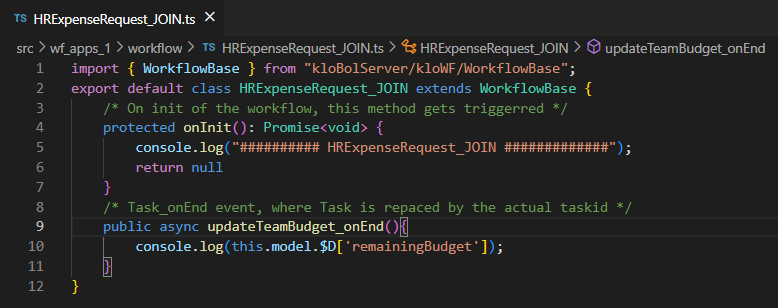 TS HRExpenseRequest_JOIN.ts ×
src > wf_apps_1 > workflow > TS HRExpenseRequest_JOIN.ts > HRExpenseRequest_JOIN > updateTeamBudget_onEnd
1 import { WorkflowBase } from "kloBolServer/kloWF/WorkflowBase";
2 export default class HRExpenseRequest_JOIN extends WorkflowBase {
3 /* On init of the workflow, this method gets triggerred */
4 protected onInit(): Promise<void> {
5 console.log("########## HRExpenseRequest_JOIN #############");
6 return null
7 }
8 /* Task_onEnd event, where Task is repaced by the actual taskid */
9 public async updateTeamBudget_onEnd(){
10 console.log(this.model.$D['remainingBudget']);
11 }
12 }